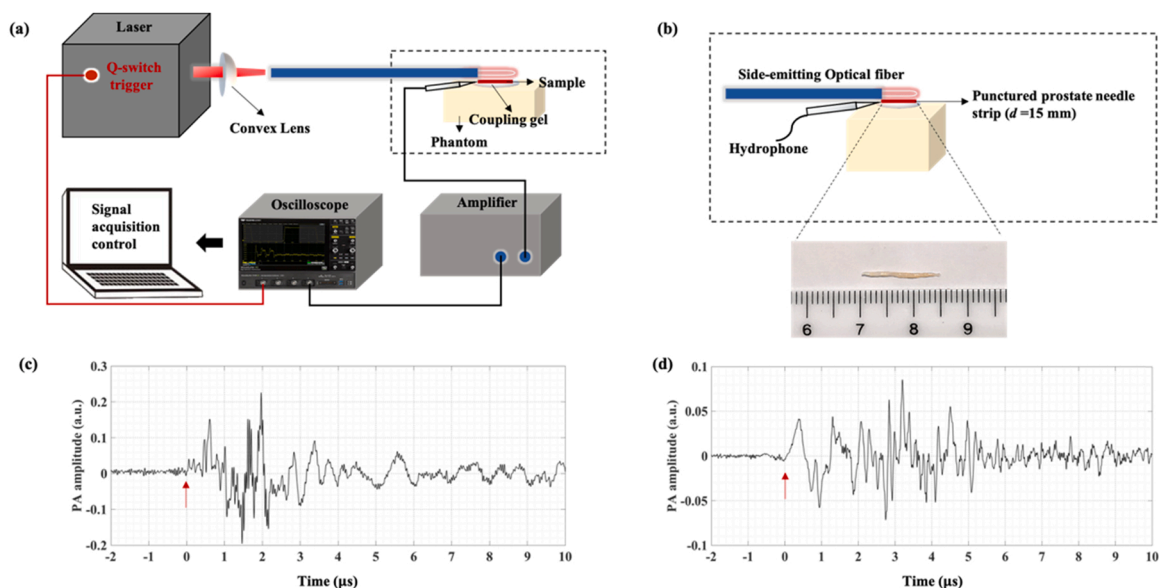 (a)
Laser
Q-switch
trigger
Convex Lens
Sample
Coupling gel
Phantom
Signal
acquisition
control
Oscilloscope
Amplifier
(b)
Side-emitting Optical fiber
Punctured prostate needle
strip (d =15 mm)
Hydrophone
6 7 8 9
(c)
PA amplitude (a.u.)
0.3
0.2
0.1
0
-0.1
0.2
-2 -1 0 1 2 3 4 5 6 7 8 9 10
Time (μs)
(d)
PA amplitude (a.u.)
0.1
0.05
0
-0.05
-0.1
-2 -1 0 1 2 3 4 5 6 7 8 9 10
Time (μs)